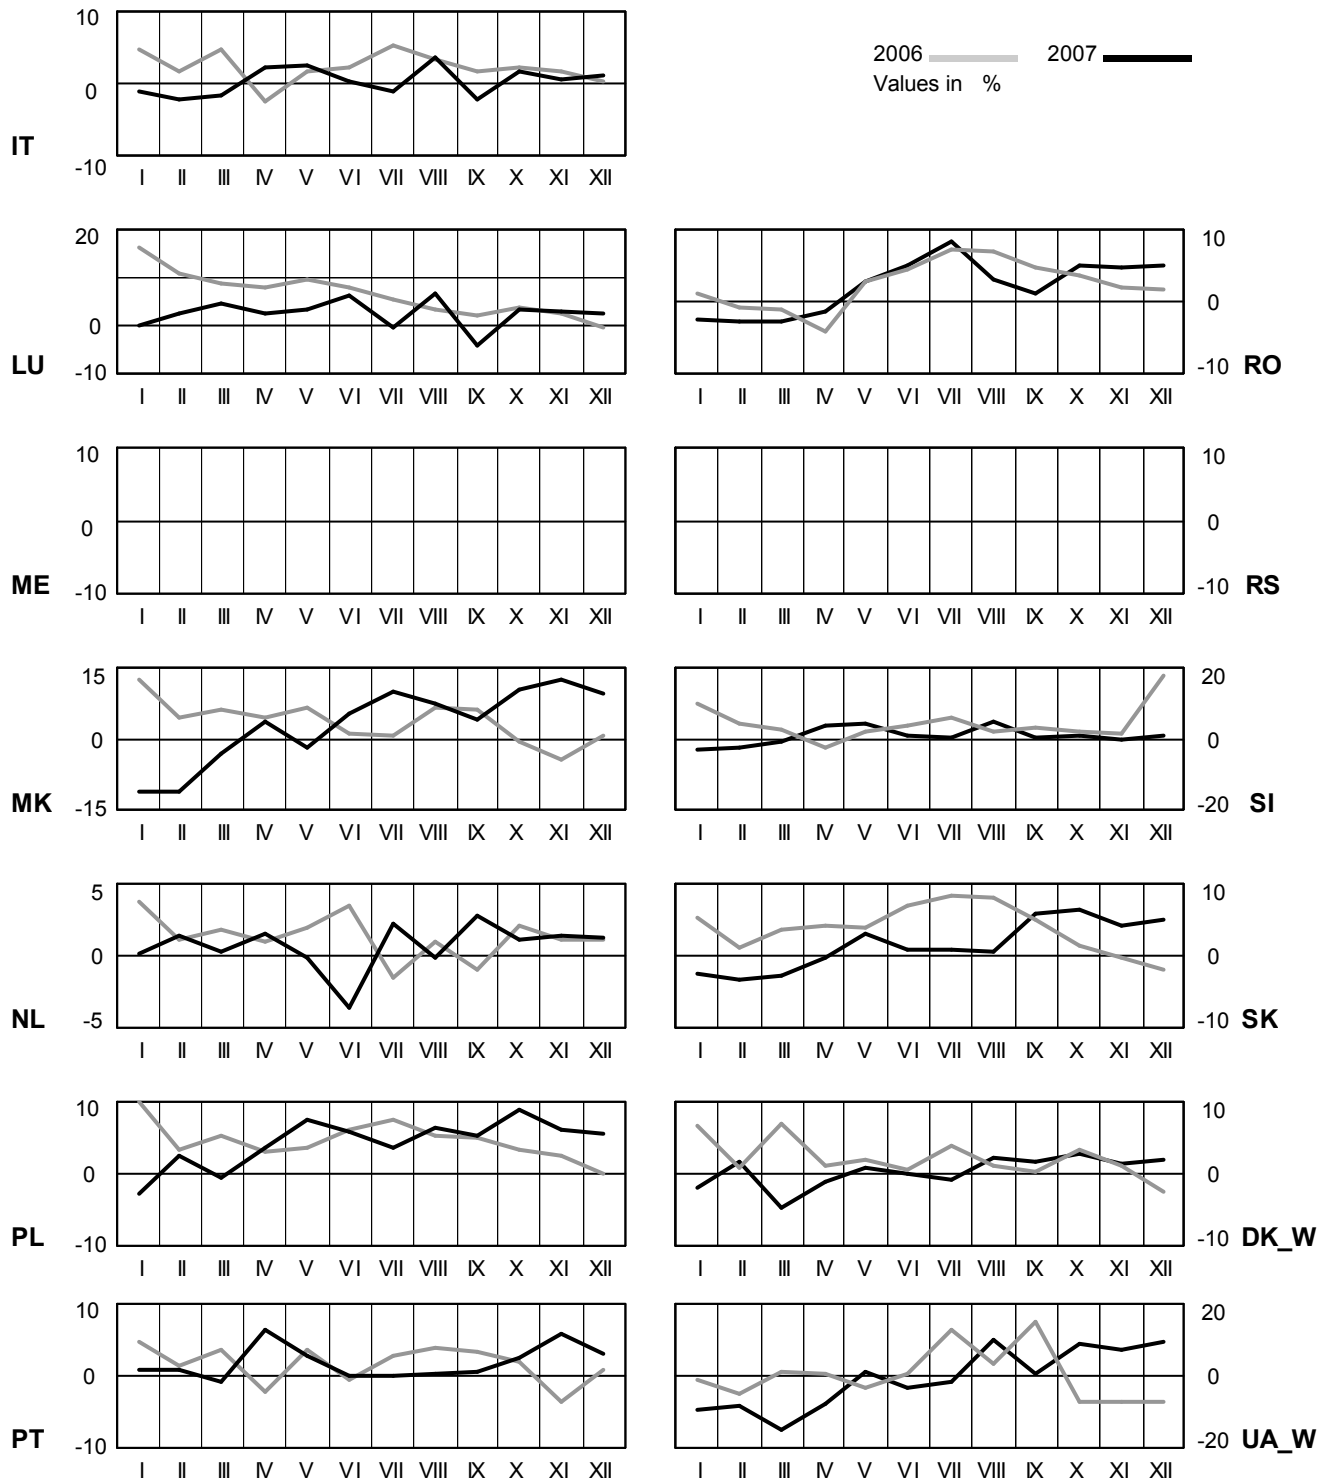 2006 2007
Values in %
10
0
-10
IT
I II III IV V VI VII VIII IX X XI XII
20
0
-10
LU
I II III IV V VI VII VIII IX X XI XII
10
0
-10 RO
I II III IV V VI VII VIII IX X XI XII
10
0
-10
ME
I II III IV V VI VII VIII IX X XI XII
10
0
-10
RS
I II III IV V VI VII VIII IX X XI XII
15
0
MK -15
I II III IV V VI VII VIII IX X XI XII
20
0
-20 SI
I II III IV V VI VII VIII IX X XI XII
5
0
NL -5
I II III IV V VI VII VIII IX X XI XII
10
0
-10 SK
I II III IV V VI VII VIII IX X XI XII
10
0
PL -10
I II III IV V VI VII VIII IX X XI XII
10
0
-10 DK_W
I II III IV V VI VII VIII IX X XI XII
10
0
PT -10
I II III IV V VI VII VIII IX X XI XII
20
0
-20 UA_W
I II III IV V VI VII VIII IX X XI XII